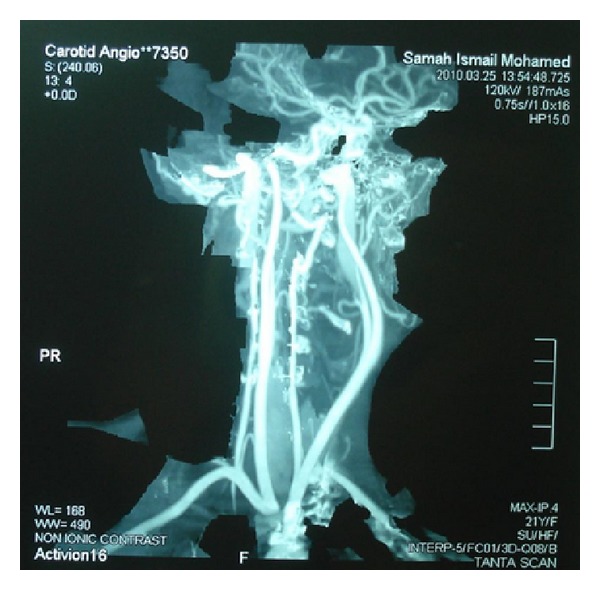 Carotid Angio**7350
S: (240.06)
13: 4
+0.0D
Samah Ismail Mohamed
2010.03.25 13:54:48.725
120kV/ 187mAs
0.75s//1.0x16
HP15.0
PR
WL= 168
WW= 490
NON IONIC CONTRAST
Activion16
F
MAX-IP.4
21Y/F
SU/HF/
INTERP-5/FC01/3D-Q08/B
TANTA SCAN